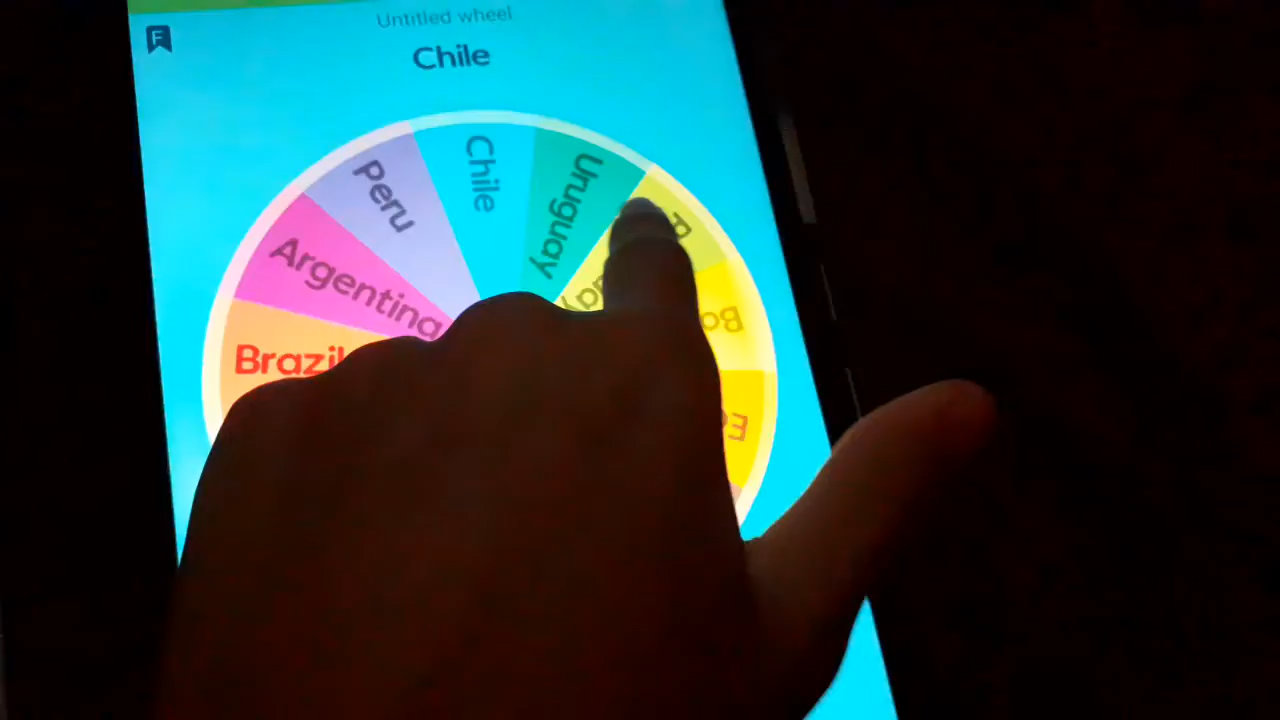 F
Untitled wheel
Chile
Peru
Chile
Uruguay
Argentina
Brazil